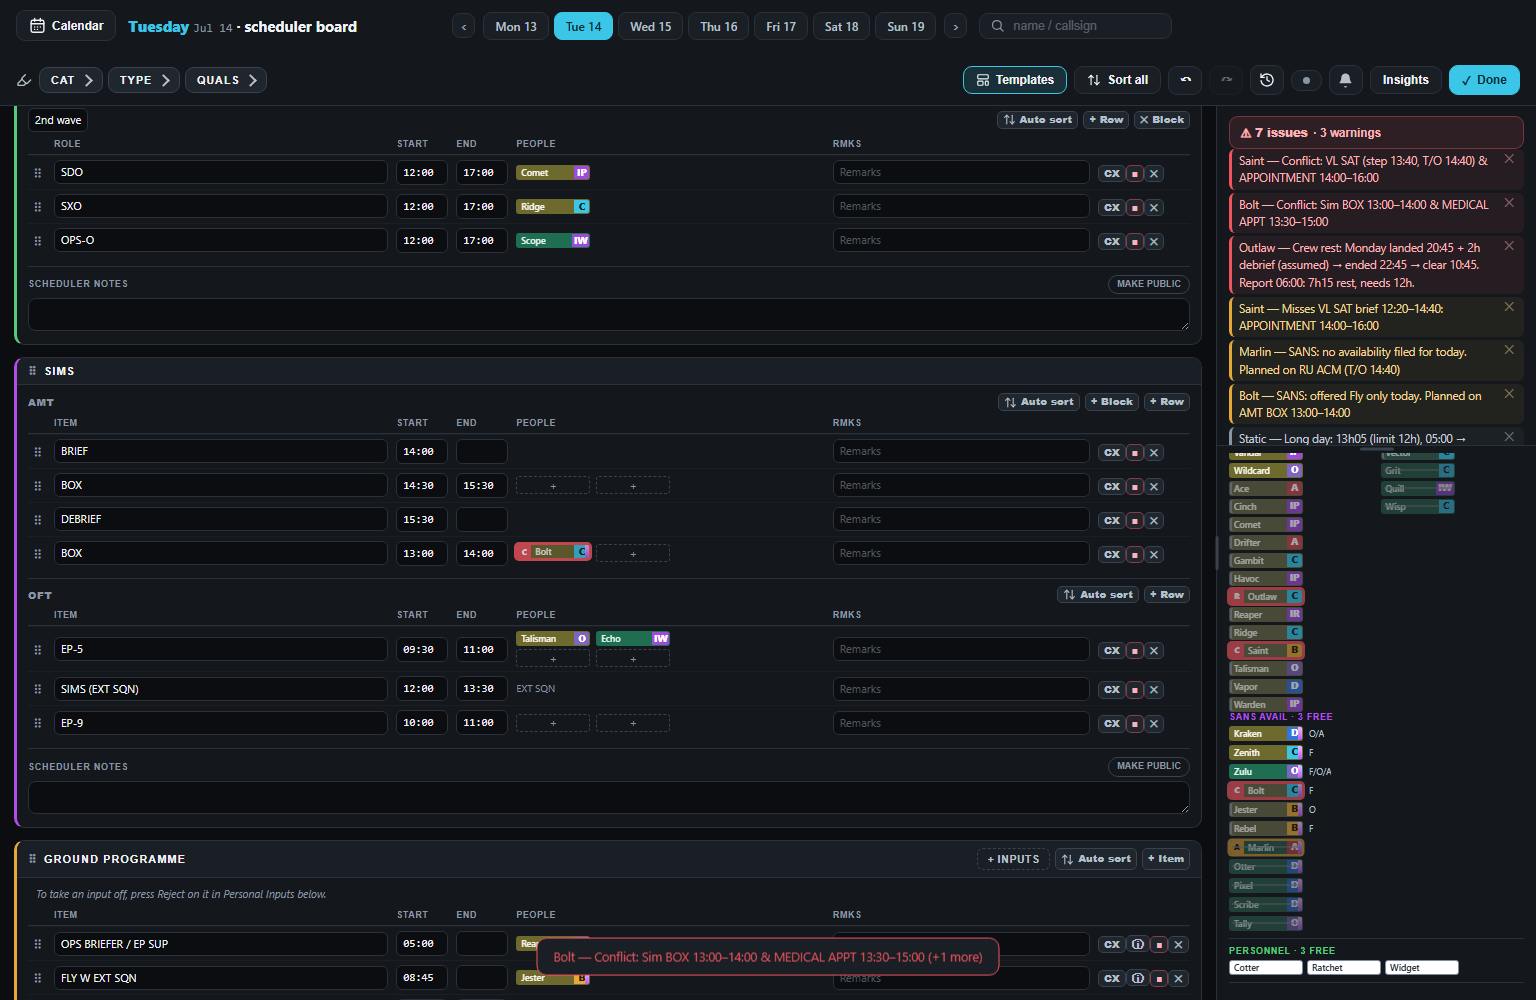 Calendar
Tuesday Jul 14 · scheduler board
‹ Mon 13 Tue 14 Wed 15 Thu 16 Fri 17 Sat 18 Sun 19 ›
name / callsign
CAT TYPE QUALS
Templates Sort all Insights ✓ Done
2nd wave
Auto sort + Row ✕ Block
ROLE START END PEOPLE RMKS
SDO 12:00 17:00 Comet IP Remarks CX
SXO 12:00 17:00 Ridge C Remarks CX
OPS-O 12:00 17:00 Scope IW Remarks CX
SCHEDULER NOTES MAKE PUBLIC
SIMS
AMT Auto sort + Block + Row
ITEM START END PEOPLE RMKS
BRIEF 14:00 Remarks CX
BOX 14:30 15:30 + + Remarks CX
DEBRIEF 15:30 Remarks CX
BOX 13:00 14:00 C Bolt C + Remarks CX
OFT Auto sort + Row
ITEM START END PEOPLE RMKS
EP-5 09:30 11:00 Talisman O Echo IW + + Remarks CX
SIMS (EXT SQN) 12:00 13:30 EXT SQN Remarks CX
EP-9 10:00 11:00 + + Remarks CX
SCHEDULER NOTES MAKE PUBLIC
GROUND PROGRAMME + INPUTS Auto sort + Item
To take an input off, press Reject on it in Personal Inputs below.
ITEM START END PEOPLE RMKS
OPS BRIEFER / EP SUP 05:00 Remarks CX
FLY W EXT SQN 08:45 Jester B Remarks CX
Bolt — Conflict: Sim BOX 13:00–14:00 & MEDICAL APPT 13:30–15:00 (+1 more)
⚠ 7 issues · 3 warnings
Saint — Conflict: VL SAT (step 13:40, T/O 14:40) &
APPOINTMENT 14:00–16:00
Bolt — Conflict: Sim BOX 13:00–14:00 & MEDICAL
APPT 13:30–15:00
Outlaw — Crew rest: Monday landed 20:45 + 2h
debrief (assumed) → ended 22:45 → clear 10:45.
Report 06:00: 7h15 rest, needs 12h.
Saint — Misses VL SAT brief 12:20–14:40:
APPOINTMENT 14:00–16:00
Marlin — SANS: no availability filed for today.
Planned on RU ACM (T/O 14:40)
Bolt — SANS: offered Fly only today. Planned on
AMT BOX 13:00–14:00
Static — Long day: 13h05 (limit 12h), 05:00 →
Vandal Vector C
Wildcard O Grit C
Ace A Quill IW
Cinch IP Wisp C
Comet IP
Drifter A
Gambit C
Havoc IP
R Outlaw C
Reaper IR
Ridge C
C Saint B
Talisman O
Vapor D
Warden IP
SANS AVAIL · 3 FREE
Kraken D O/A
Zenith C F
Zulu O F/O/A
C Bolt C F
Jester B O
Rebel B F
A Marlin A
Otter D
Pixel D
Scribe D
Tally O
PERSONNEL · 3 FREE
Cotter Ratchet Widget